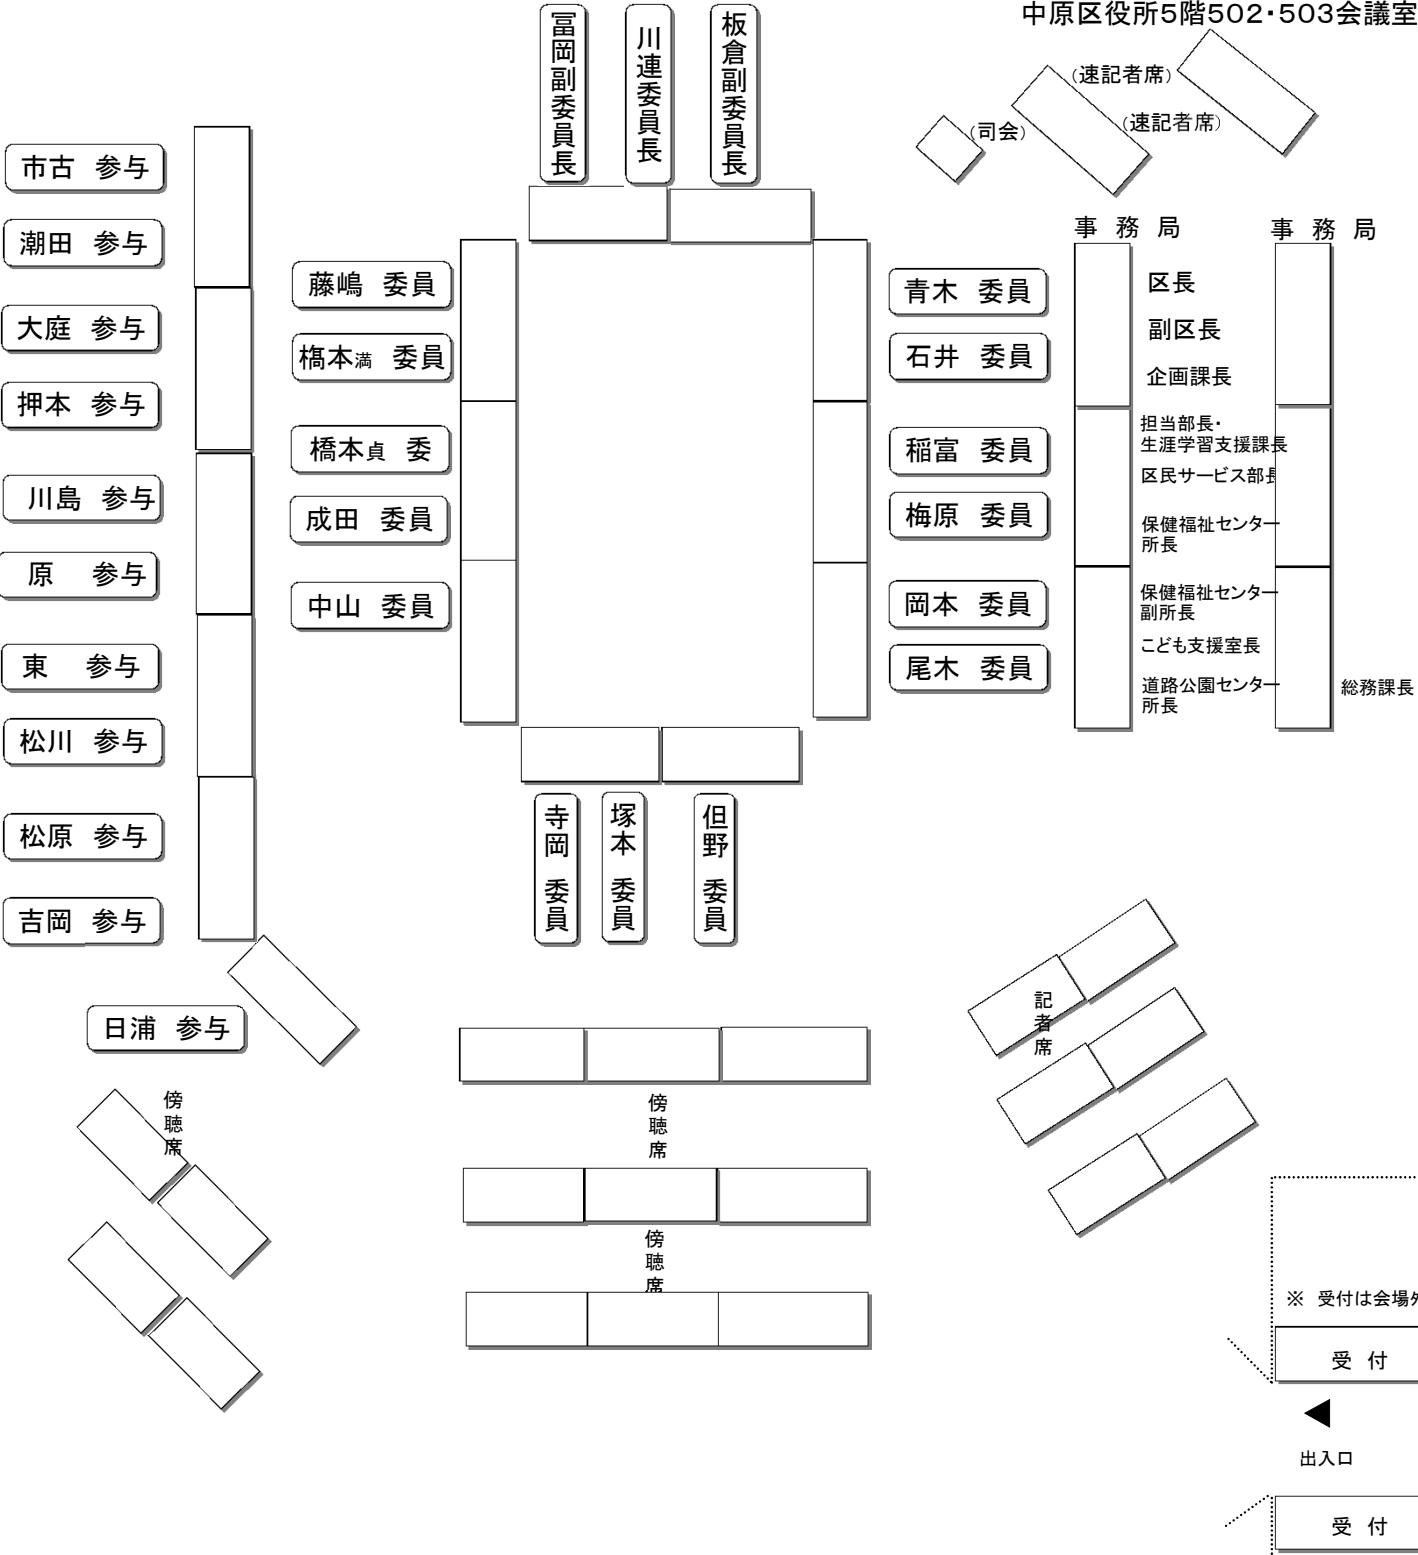 中原区役所5階502・503会議室
冨岡副委員長
川連委員長
板倉副委員長
（速記者席）
（速記者席）
（司会）
市古 参与
潮田 参与
大庭 参与
押本 参与
川島 参与
原 参与
東 参与
松川 参与
松原 参与
吉岡 参与
日浦 参与
藤嶋 委員
橋本満 委員
橋本貞 委
成田 委員
中山 委員
青木 委員
石井 委員
稲富 委員
梅原 委員
岡本 委員
尾木 委員
事 務 局
事 務 局
区長
副区長
企画課長
担当部長・
生涯学習支援課長
区民サービス部長
保健福祉センター
所長
保健福祉センター
副所長
こども支援室長
道路公園センター
所長
総務課長
寺岡 委員
塚本 委員
但野 委員
記者席
傍聴席
傍聴席
傍聴席
※ 受付は会場外
受 付
出入口
受 付